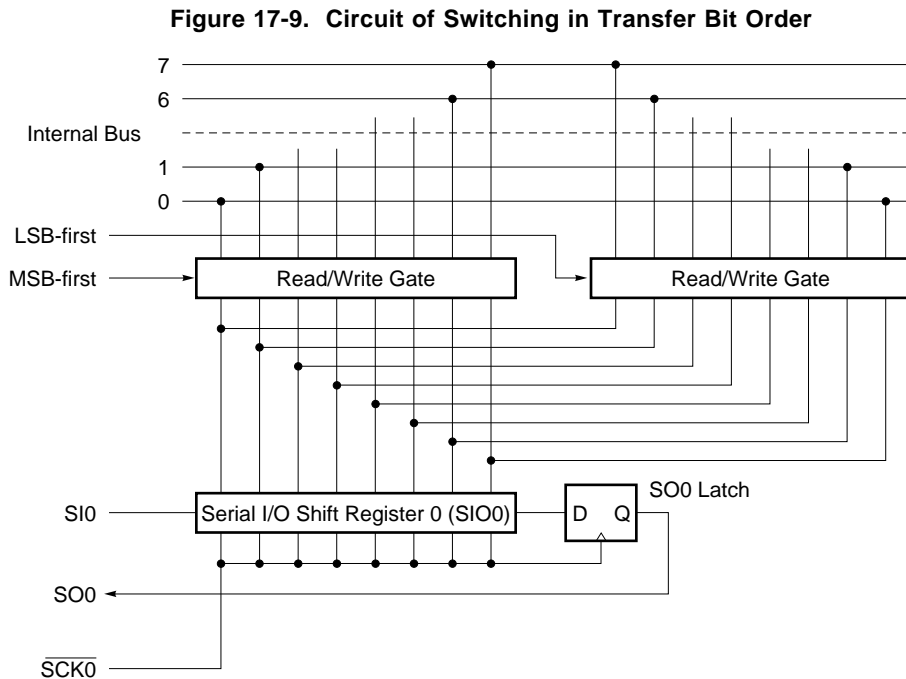 Figure 17-9. Circuit of Switching in Transfer Bit Order
7
6
Internal Bus
1
0
LSB-first
MSB-first
Read/Write Gate
Read/Write Gate
SO0 Latch
SI0
Serial I/O Shift Register 0 (SIO0)
D
Q
SO0
SCK0